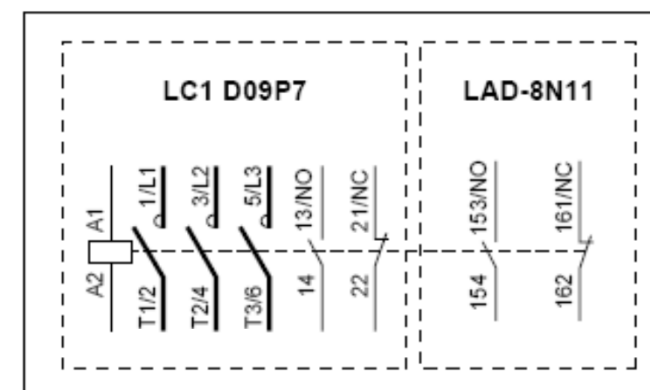 LC1 D09P7
LAD-8N11
A1
1/L1
3/L2
5/L3
13/NO
21/NC
153/NO
161/NC
A2
T1/2
T2/4
T3/6
14
22
154
162